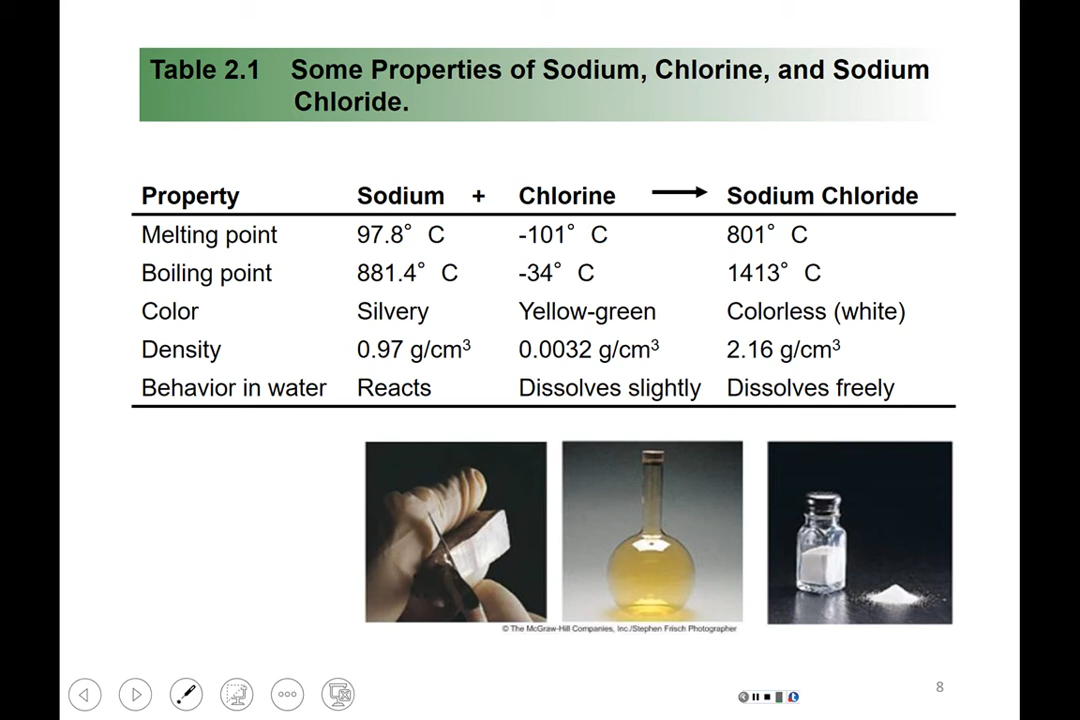 Table 2.1 Some Properties of Sodium, Chlorine, and Sodium
Chloride.
Property Sodium + Chlorine ⟶ Sodium Chloride
Melting point 97.8° C -101° C 801° C
Boiling point 881.4° C -34° C 1413° C
Color Silvery Yellow-green Colorless (white)
Density 0.97 g/cm³ 0.0032 g/cm³ 2.16 g/cm³
Behavior in water Reacts Dissolves slightly Dissolves freely
© The McGraw-Hill Companies, Inc./Stephen Frisch Photographer
8